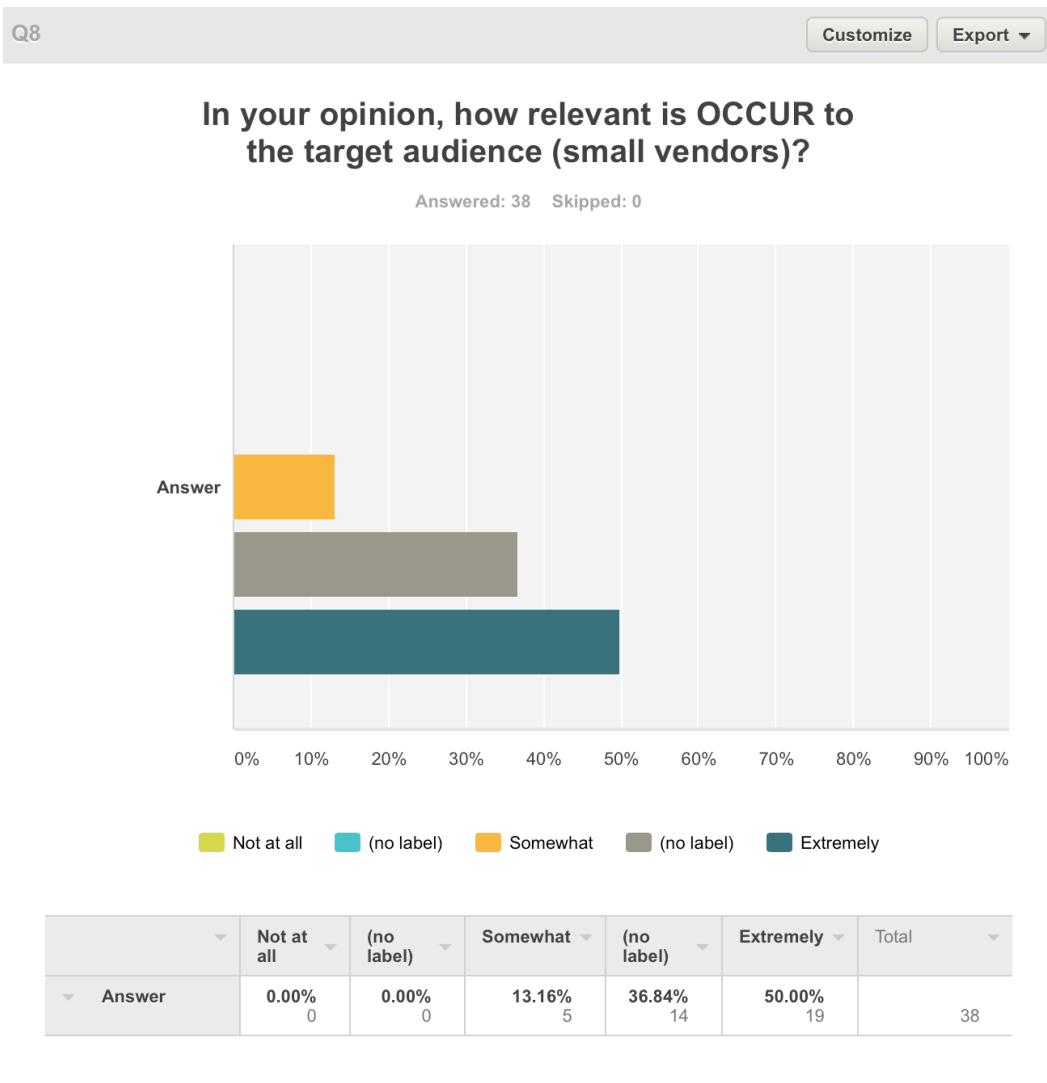 Q8
Customize
Export
In your opinion, how relevant is OCCUR to
the target audience (small vendors)?
Answered: 38 Skipped: 0
Answer
0% 10% 20% 30% 40% 50% 60% 70% 80% 90% 100%
Not at all (no label) Somewhat (no label) Extremely
Not at
all
(no
label)
Somewhat
(no
label)
Extremely
Total
Answer
0.00%
0
0.00%
0
13.16%
5
36.84%
14
50.00%
19
38